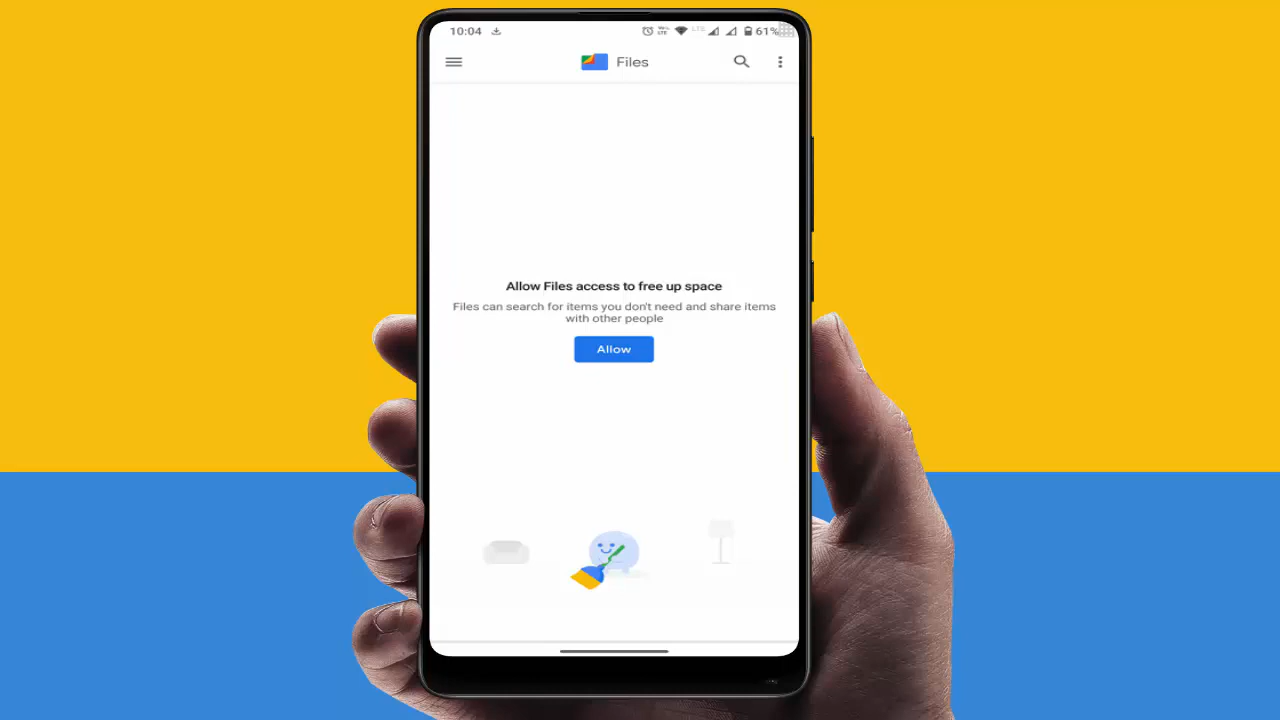 10:04
LTE
61%
Files
Allow Files access to free up space
Files can search for items you don't need and share items
with other people
Allow